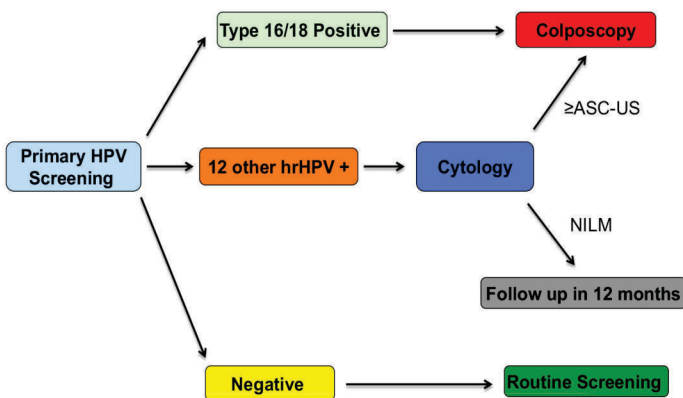 Type 16/18 Positive
Colposcopy
≥ASC-US
Primary HPV
Screening
12 other hrHPV +
Cytology
NILM
Follow up in 12 months
Negative
Routine Screening